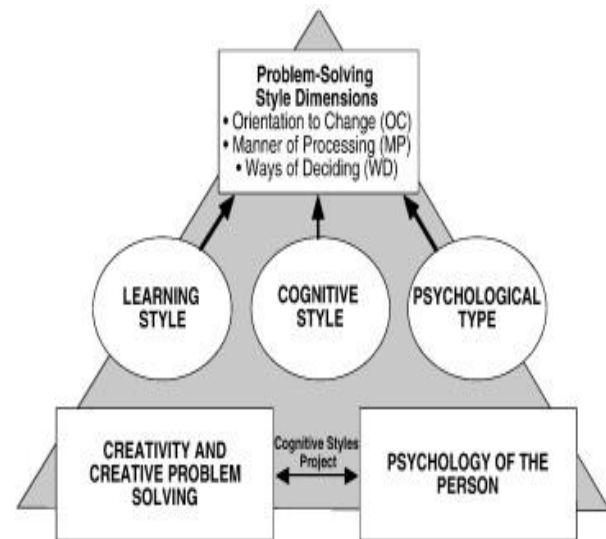 Problem-Solving
Style Dimensions
• Orientation to Change (OC)
• Manner of Processing (MP)
• Ways of Deciding (WD)
LEARNING
STYLE
COGNITIVE
STYLE
PSYCHOLOGICAL
TYPE
CREATIVITY AND
CREATIVE PROBLEM
SOLVING
Cognitive Styles
Project
PSYCHOLOGY OF THE
PERSON